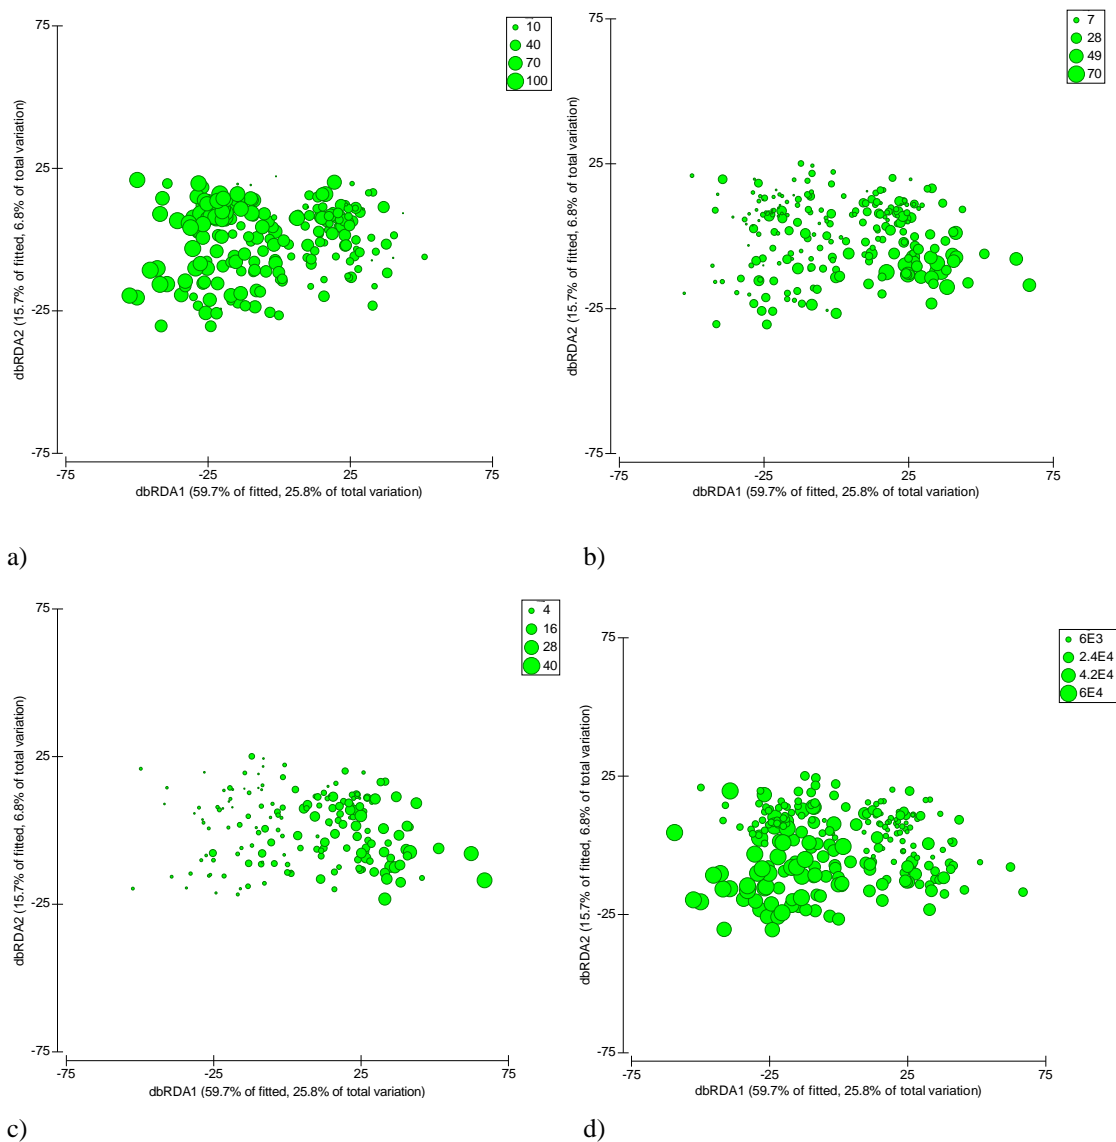 75
25
-25
-75
dbRDA2 (15.7% of fitted, 6.8% of total variation)
-75
-25
25
75
dbRDA1 (59.7% of fitted, 25.8% of total variation)
10
40
70
100
a)
75
25
-25
-75
dbRDA2 (15.7% of fitted, 6.8% of total variation)
-75
-25
25
75
dbRDA1 (59.7% of fitted, 25.8% of total variation)
7
28
49
70
b)
75
25
-25
-75
dbRDA2 (15.7% of fitted, 6.8% of total variation)
-75
-25
25
75
dbRDA1 (59.7% of fitted, 25.8% of total variation)
4
16
28
40
c)
75
25
-25
-75
dbRDA2 (15.7% of fitted, 6.8% of total variation)
-75
-25
25
75
dbRDA1 (59.7% of fitted, 25.8% of total variation)
6E3
2.4E4
4.2E4
6E4
d)